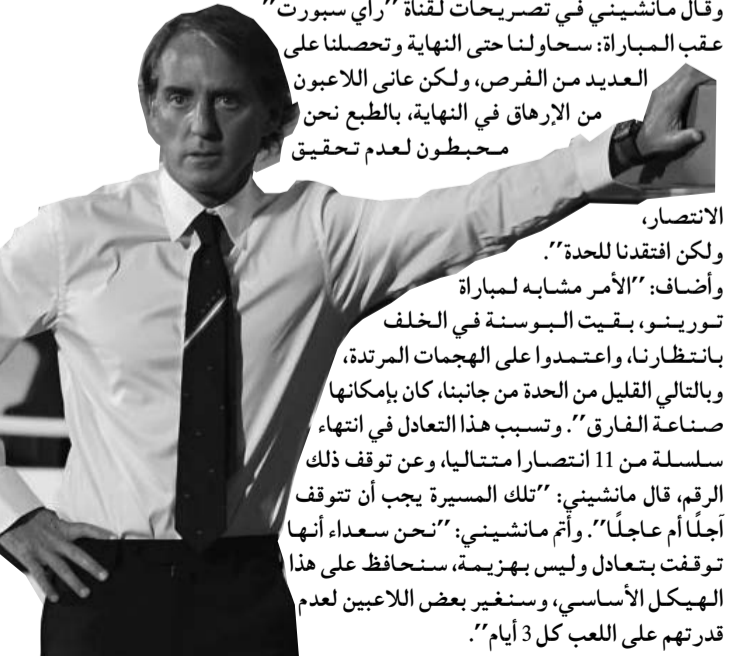 وقال مانشيني في تصريحات لقناة ’’راي سبورت’’
عقب المباراة: سحاولنا حتى النهاية وتحصلنا على
العديد من الفرص، ولكن عانى اللاعبون
من الإرهاق في النهاية، بالطبع نحن
محبطون لعدم تحقيق
الانتصار،
ولكن افتقدنا للحدة’’.
وأضاف: ’’الأمر مشابه لمباراة
تورينو، بقيت البوسنة في الخلف
بانتظارنا، واعتمدوا على الهجمات المرتدة،
وبالتالي القليل من الحدة من جانبنا، كان بإمكانها
صناعة الفارق’’. وتسبب هذا التعادل في انتهاء
سلسلة من 11 انتصارا متتاليا، وعن توقف ذلك
الرقم، قال مانشيني: ’’تلك المسيرة يجب أن تتوقف
آجلًا أم عاجلًا’’. وأتم مانشيني: ’’نحن سعداء أنها
توقفت بتعادل وليس بهزيمة، سنحافظ على هذا
الهيكل الأساسي، وسنغير بعض اللاعبين لعدم
قدرتهم على اللعب كل 3 أيام’’.